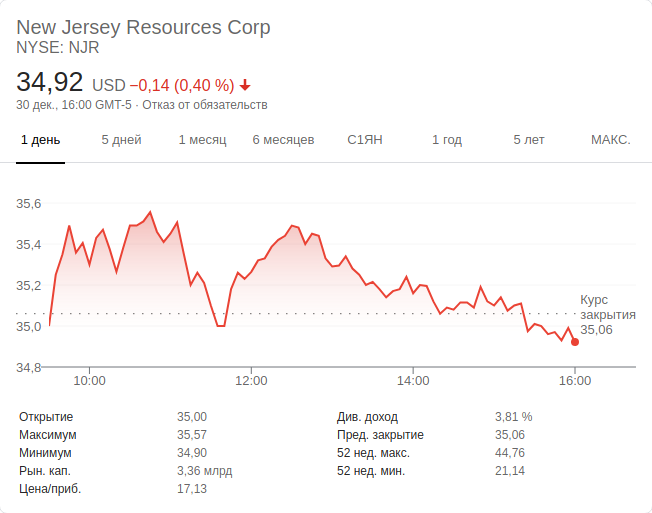 New Jersey Resources Corp
NYSE: NJR
34,92 USD −0,14 (0,40 %)
30 дек., 16:00 GMT-5 · Отказ от обязательств
1 день 5 дней 1 месяц 6 месяцев С1ЯН 1 год 5 лет МАКС.
35,6
35,4
35,2
Курс
закрытия
35,06
35,0
34,8
10:00 12:00 14:00 16:00
Открытие 35,00 Див. доход 3,81 %
Максимум 35,57 Пред. закрытие 35,06
Минимум 34,90 52 нед. макс. 44,76
Рын. кап. 3,36 млрд 52 нед. мин. 21,14
Цена/приб. 17,13